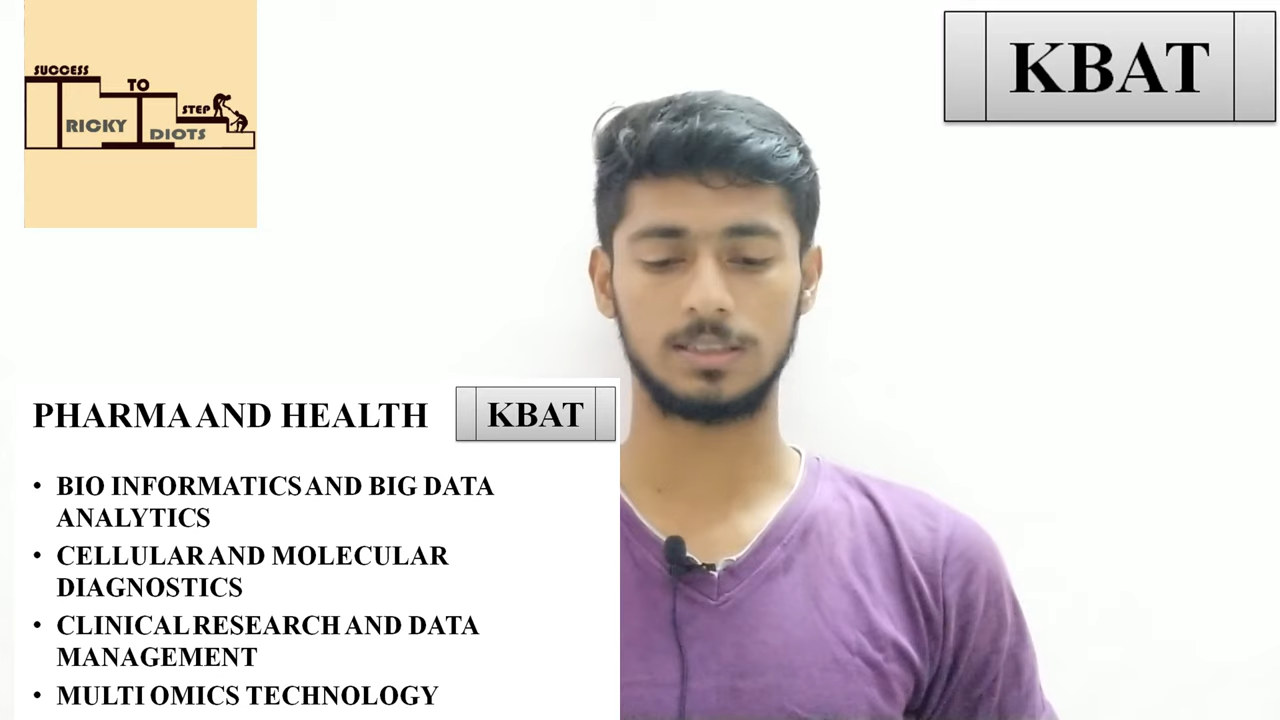 SUCCESS
TO
STEP
RICKY
DIOTS
KBAT
PHARMA AND HEALTH
KBAT
• BIO INFORMATICS AND BIG DATA
ANALYTICS
• CELLULAR AND MOLECULAR
DIAGNOSTICS
• CLINICAL RESEARCH AND DATA
MANAGEMENT
• MULTI OMICS TECHNOLOGY